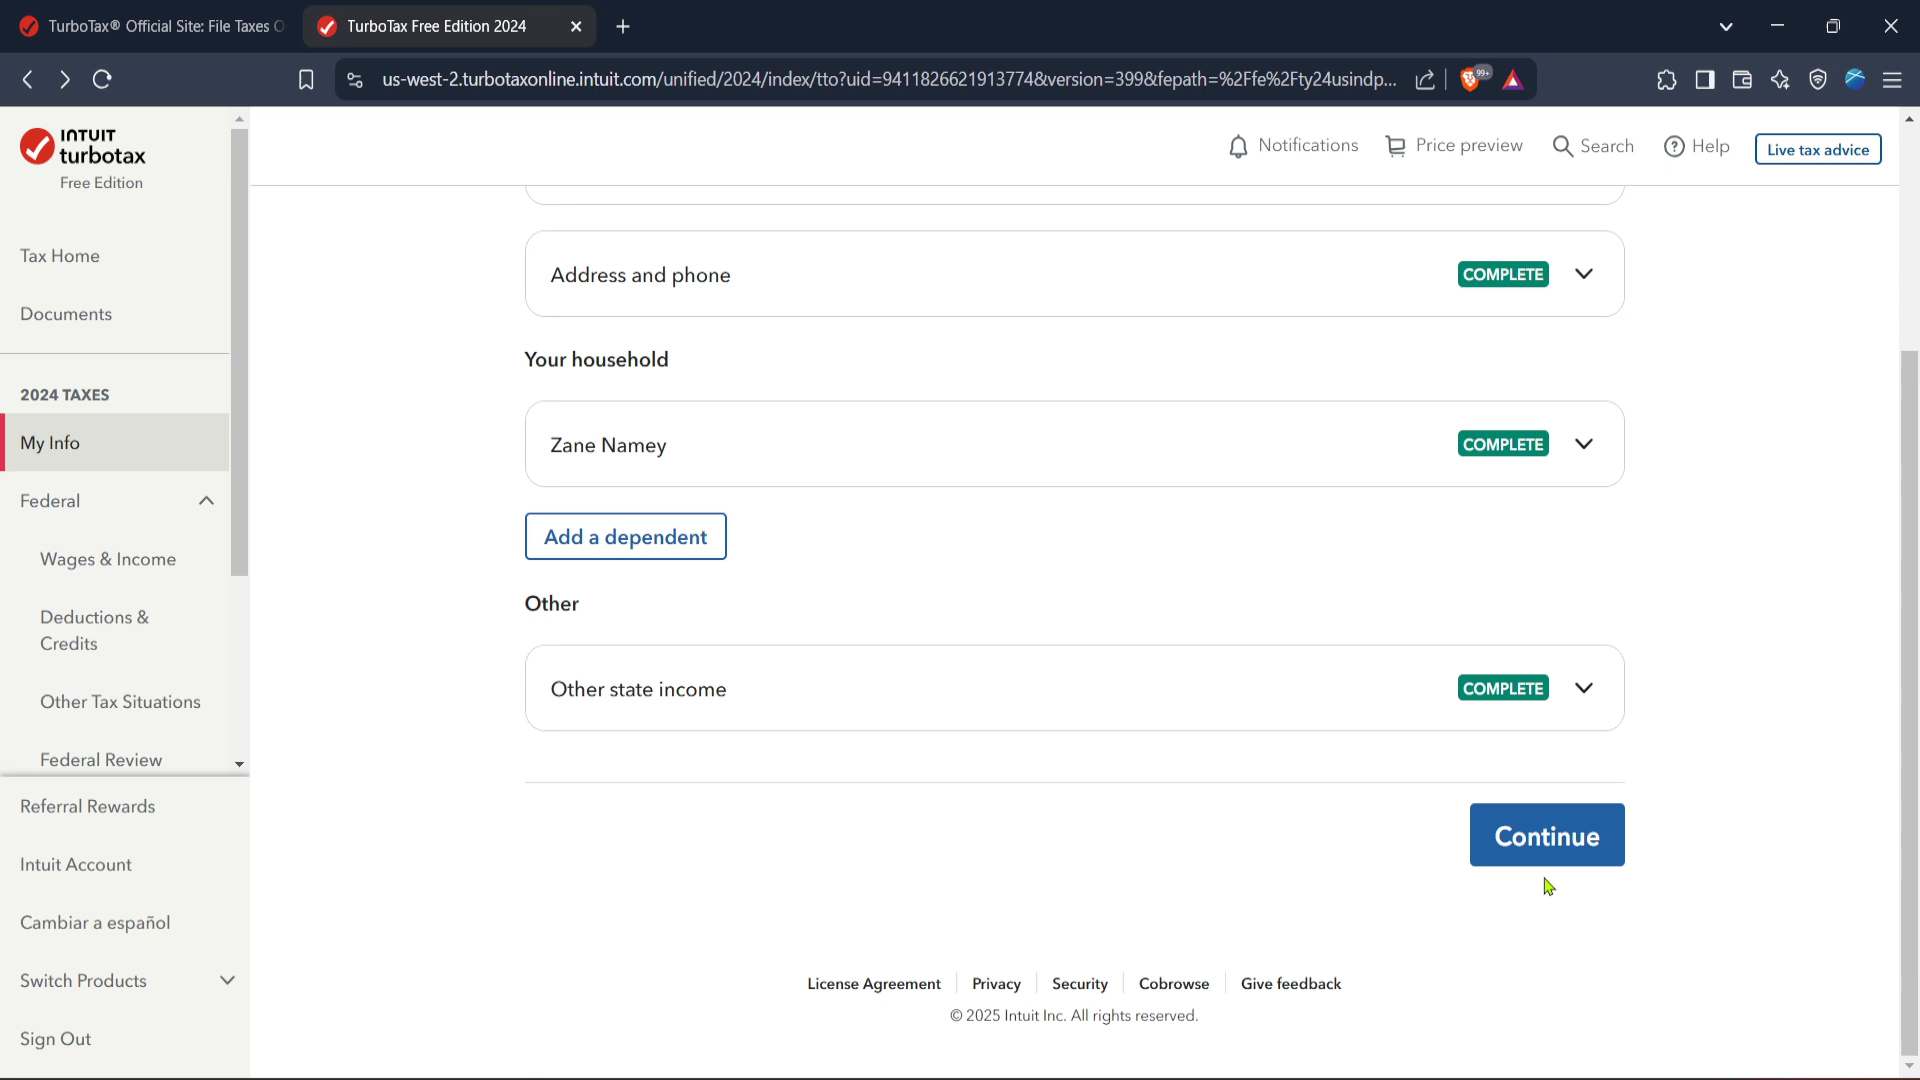 TurboTax® Official Site: File Taxes O
TurboTax Free Edition 2024
us-west-2.turbotaxonline.intuit.com/unified/2024/index/tto?uid=9411826621913774&version=399&fepath=%2Ffe%2Fty24usindp...
99+
INTUIT
turbotax
Free Edition
Notifications
Price preview
Search
Help
Live tax advice
Tax Home
Documents
2024 TAXES
My Info
Federal
Wages & Income
Deductions &
Credits
Other Tax Situations
Federal Review
Referral Rewards
Intuit Account
Cambiar a español
Switch Products
Sign Out
Address and phone
COMPLETE
Your household
Zane Namey
COMPLETE
Add a dependent
Other
Other state income
COMPLETE
Continue
License Agreement
Privacy
Security
Cobrowse
Give feedback
© 2025 Intuit Inc. All rights reserved.